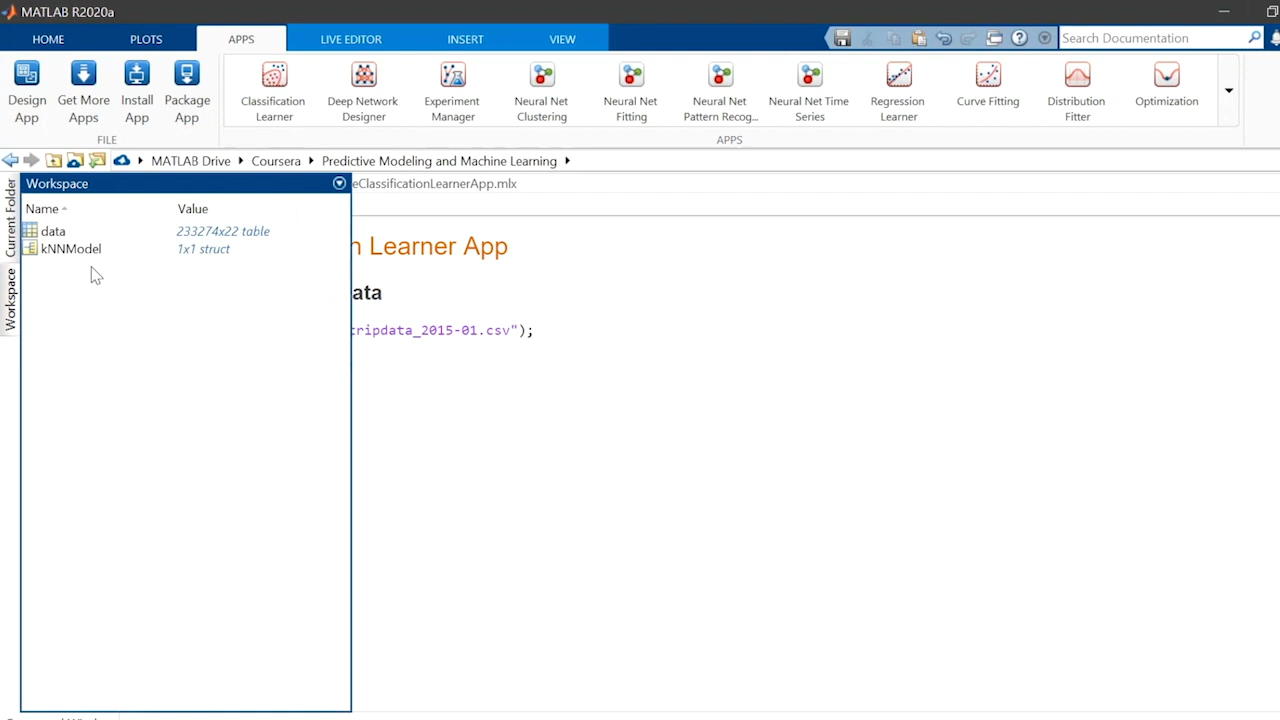 MATLAB R2020a
HOME PLOTS APPS LIVE EDITOR INSERT VIEW Search Documentation
Design App
Get More Apps
Install App
Package App
Classification Learner
Deep Network Designer
Experiment Manager
Neural Net Clustering
Neural Net Fitting
Neural Net Pattern Recog...
Neural Net Time Series
Regression Learner
Curve Fitting
Distribution Fitter
Optimization
FILE APPS
MATLAB Drive Coursera Predictive Modeling and Machine Learning
Current Folder
Workspace
Workspace
eClassificationLearnerApp.mlx
Name Value
data 233274x22 table
kNNModel 1x1 struct
n Learner App
ata
tripdata_2015-01.csv");